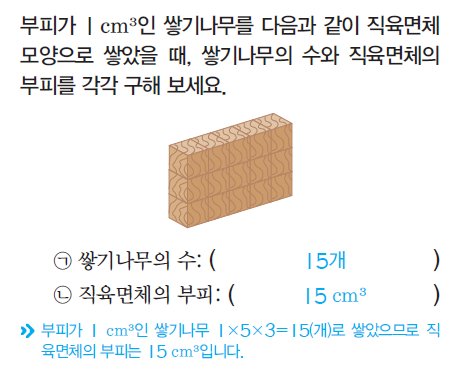 부피가 1 cm³인 쌓기나무를 다음과 같이 직육면체
모양으로 쌓았을 때, 쌓기나무의 수와 직육면체의
부피를 각각 구해 보세요.
㉠ 쌓기나무의 수: ( 15개 )
㉡ 직육면체의 부피: ( 15 cm³ )
부피가 1 cm³인 쌓기나무 1×5×3=15(개)로 쌓았으므로 직
육면체의 부피는 15 cm³입니다.